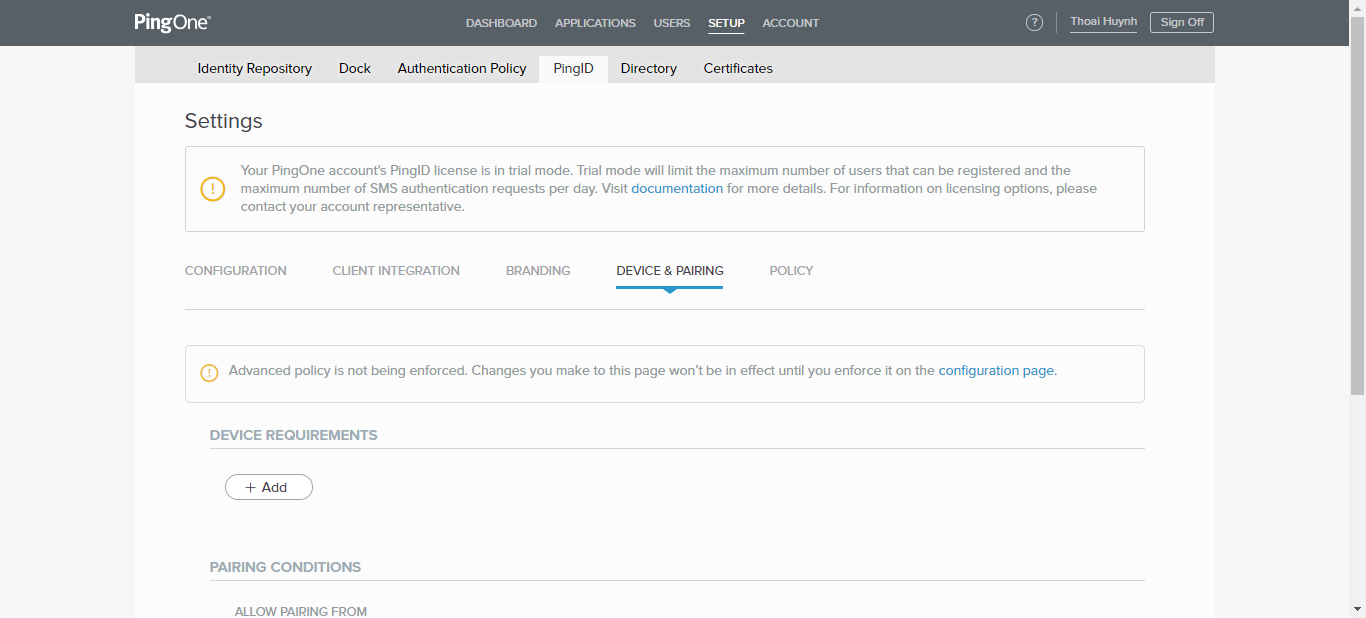 PingOne®
DASHBOARD APPLICATIONS USERS SETUP ACCOUNT ? Thoai Huynh Sign Off
Identity Repository Dock Authentication Policy PingID Directory Certificates
Settings
Your PingOne account's PingID license is in trial mode. Trial mode will limit the maximum number of users that can be registered and the
maximum number of SMS authentication requests per day. Visit documentation for more details. For information on licensing options, please
contact your account representative.
CONFIGURATION CLIENT INTEGRATION BRANDING DEVICE & PAIRING POLICY
Advanced policy is not being enforced. Changes you make to this page won't be in effect until you enforce it on the configuration page.
DEVICE REQUIREMENTS
+ Add
PAIRING CONDITIONS
ALLOW PAIRING FROM